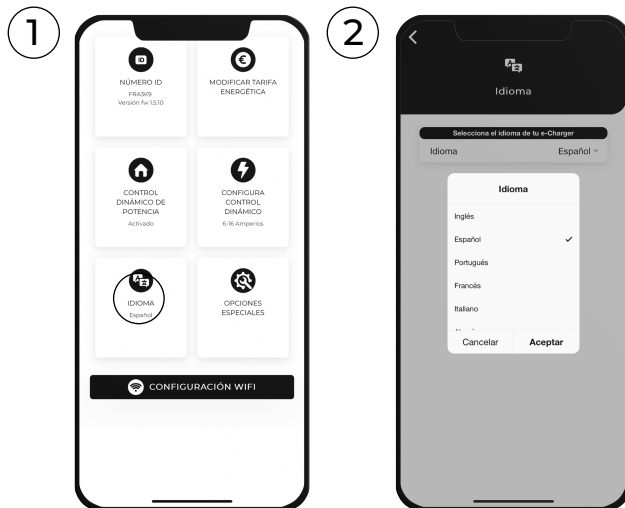 1
ID
NÚMERO ID
FRA3K9
Versión fw 1.5.10
€
MODIFICAR TARIFA
ENERGÉTICA
CONTROL
DINÁMICO DE
POTENCIA
Activado
CONFIGURA
CONTROL
DINÁMICO
6-16 Amperios
IDIOMA
Español
OPCIONES
ESPECIALES
CONFIGURACIÓN WIFI
2
Idioma
Selecciona el idioma de tu e-Charger
Idioma Español
Idioma
Inglés
Español
Portugués
Francés
Italiano
Cancelar Aceptar